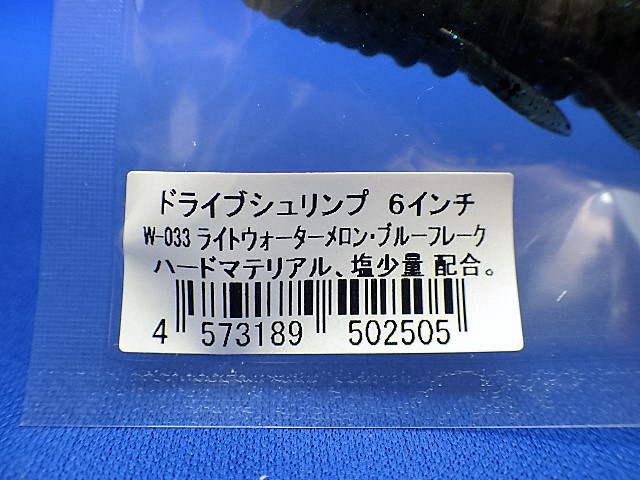 ドライブシュリンプ 6インチ
W-033 ライトウォーターメロン・ブルーフレーク
ハードマテリアル、塩少量 配合。
4 573189 502505